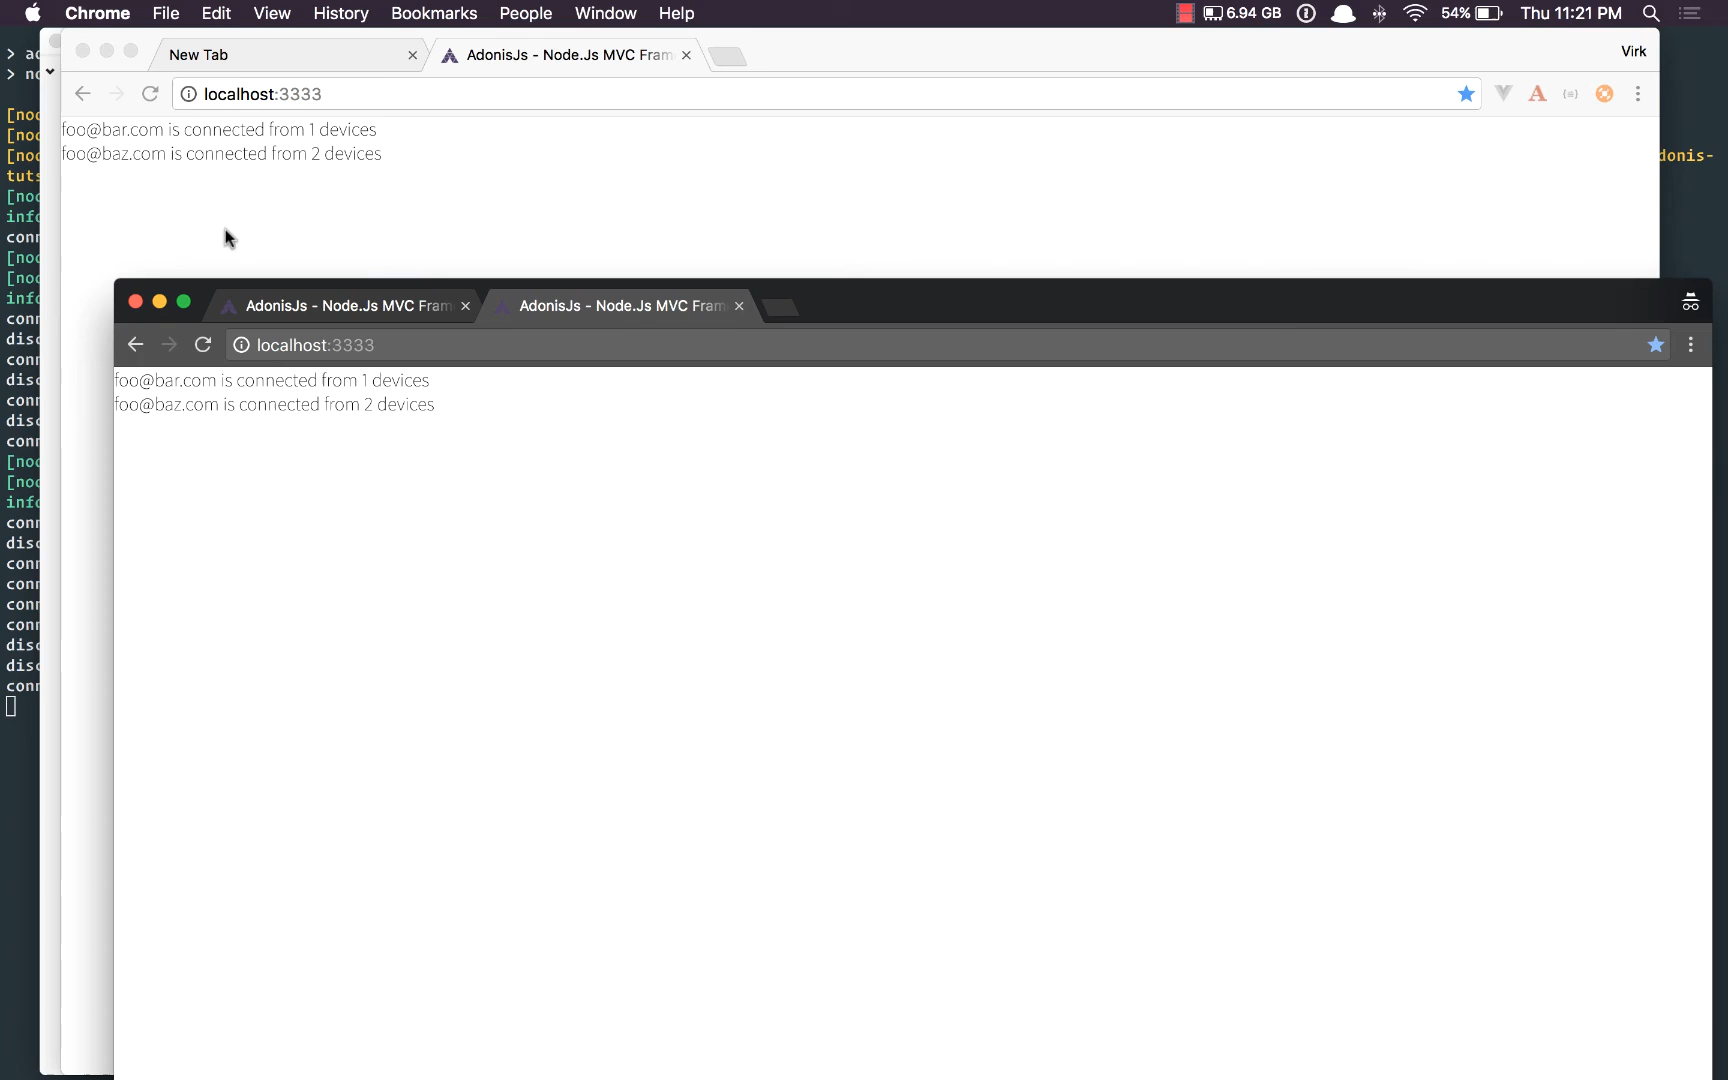 Chrome File Edit View History Bookmarks People Window Help 6.94 GB 54% Thu 11:21 PM
New Tab AdonisJs - Node.Js MVC Fram Virk
localhost:3333
foo@bar.com is connected from 1 devices
foo@baz.com is connected from 2 devices
donis-
tuts
AdonisJs - Node.Js MVC Fram AdonisJs - Node.Js MVC Fram
localhost:3333
foo@bar.com is connected from 1 devices
foo@baz.com is connected from 2 devices